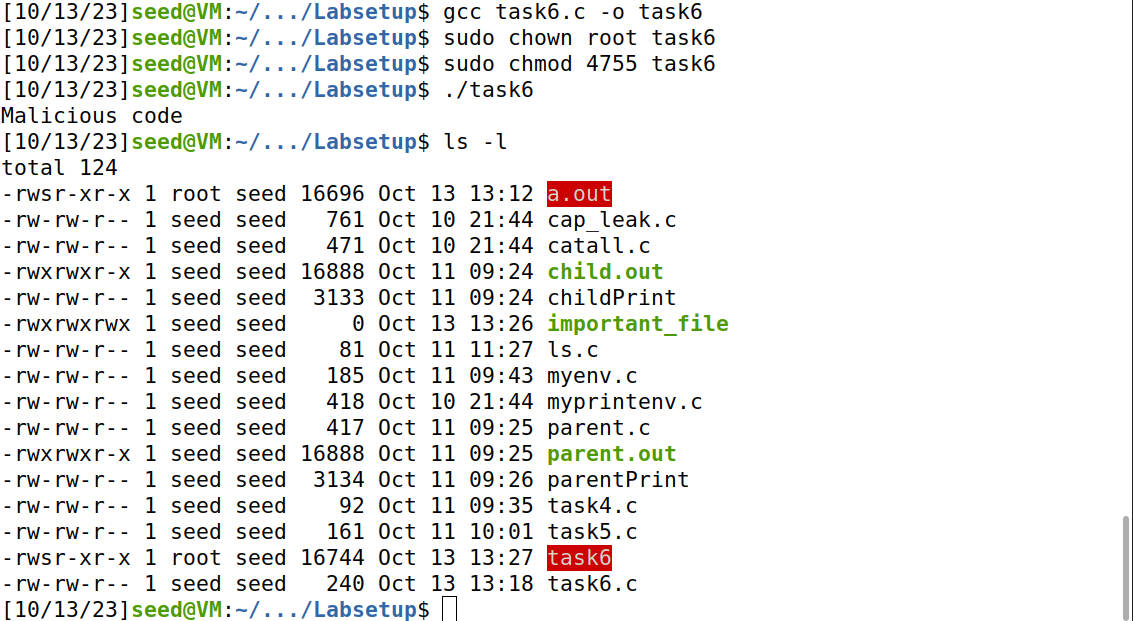 [10/13/23]seed@VM:~/.../Labsetup$ gcc task6.c -o task6
[10/13/23]seed@VM:~/.../Labsetup$ sudo chown root task6
[10/13/23]seed@VM:~/.../Labsetup$ sudo chmod 4755 task6
[10/13/23]seed@VM:~/.../Labsetup$ ./task6
Malicious code
[10/13/23]seed@VM:~/.../Labsetup$ ls -l
total 124
-rwsr-xr-x 1 root seed 16696 Oct 13 13:12 a.out
-rw-rw-r-- 1 seed seed   761 Oct 10 21:44 cap_leak.c
-rw-rw-r-- 1 seed seed   471 Oct 10 21:44 catall.c
-rwxrwxr-x 1 seed seed 16888 Oct 11 09:24 child.out
-rw-rw-r-- 1 seed seed  3133 Oct 11 09:24 childPrint
-rwxrwxrwx 1 seed seed     0 Oct 13 13:26 important_file
-rw-rw-r-- 1 seed seed    81 Oct 11 11:27 ls.c
-rw-rw-r-- 1 seed seed   185 Oct 11 09:43 myenv.c
-rw-rw-r-- 1 seed seed   418 Oct 10 21:44 myprintenv.c
-rw-rw-r-- 1 seed seed   417 Oct 11 09:25 parent.c
-rwxrwxr-x 1 seed seed 16888 Oct 11 09:25 parent.out
-rw-rw-r-- 1 seed seed  3134 Oct 11 09:26 parentPrint
-rw-rw-r-- 1 seed seed    92 Oct 11 09:35 task4.c
-rw-rw-r-- 1 seed seed   161 Oct 11 10:01 task5.c
-rwsr-xr-x 1 root seed 16744 Oct 13 13:27 task6
-rw-rw-r-- 1 seed seed   240 Oct 13 13:18 task6.c
[10/13/23]seed@VM:~/.../Labsetup$